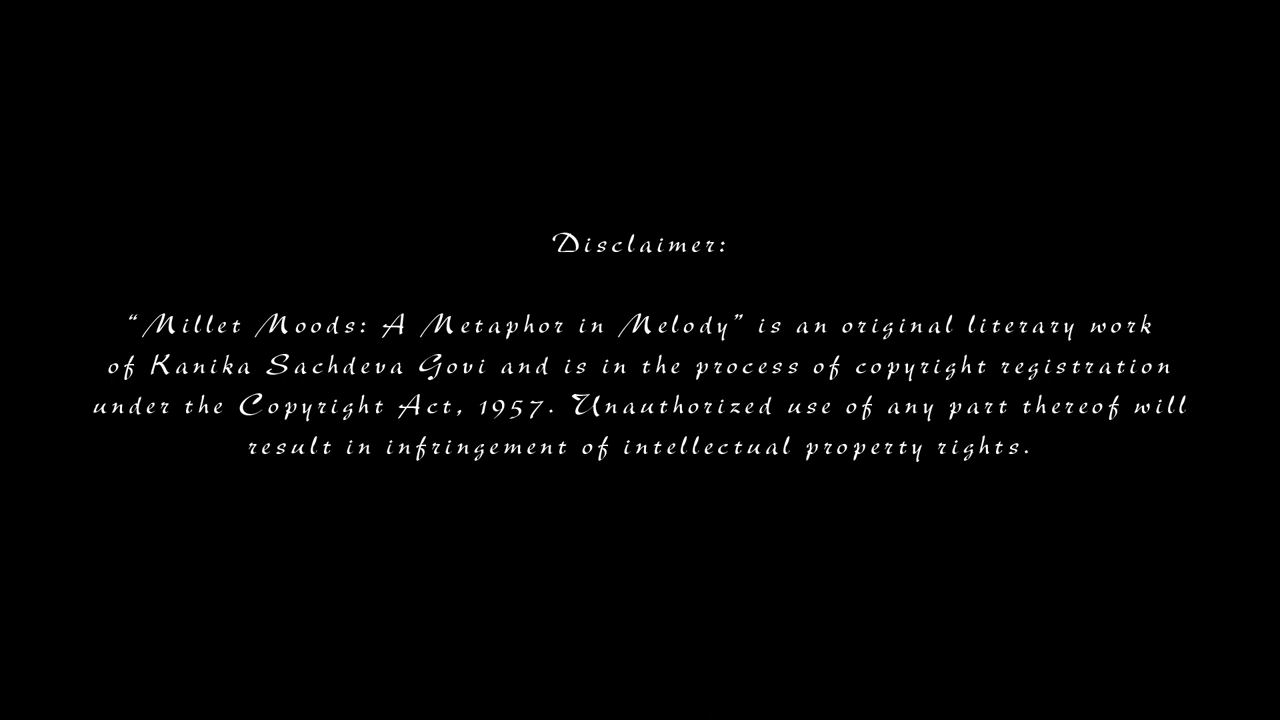 Disclaimer:
“Millet Moods: A Metaphor in Melody” is an original literary work
of Kanika Sachdeva Govi and is in the process of copyright registration
under the Copyright Act, 1957. Unauthorized use of any part thereof will
result in infringement of intellectual property rights.